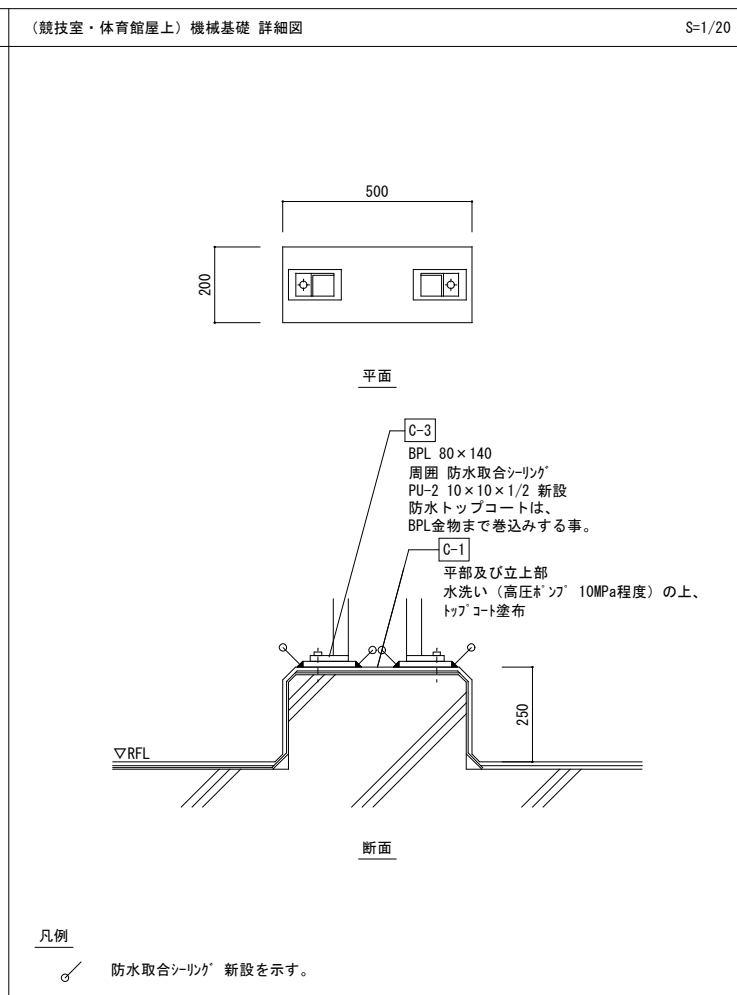 （競技室・体育館屋上）機械基礎 詳細図
S=1/20
500
200
平面
C-3
BPL 80×140
周囲 防水取合ｼｰﾘﾝｸﾞ
PU-2 10×10×1/2 新設
防水トップコートは、
BPL金物まで巻込みする事。
C-1
平部及び立上部
水洗い（高圧ﾎﾟﾝﾌﾟ 10MPa程度）の上、
ﾄｯﾌﾟｺｰﾄ塗布
250
▽RFL
断面
凡例
防水取合ｼｰﾘﾝｸﾞ 新設を示す。